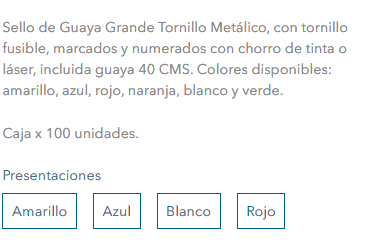 Sello de Guaya Grande Tornillo Metálico, con tornillo
fusible, marcados y numerados con chorro de tinta o
láser, incluida guaya 40 CMS. Colores disponibles:
amarillo, azul, rojo, naranja, blanco y verde.
Caja x 100 unidades.
Presentaciones
Amarillo Azul Blanco Rojo